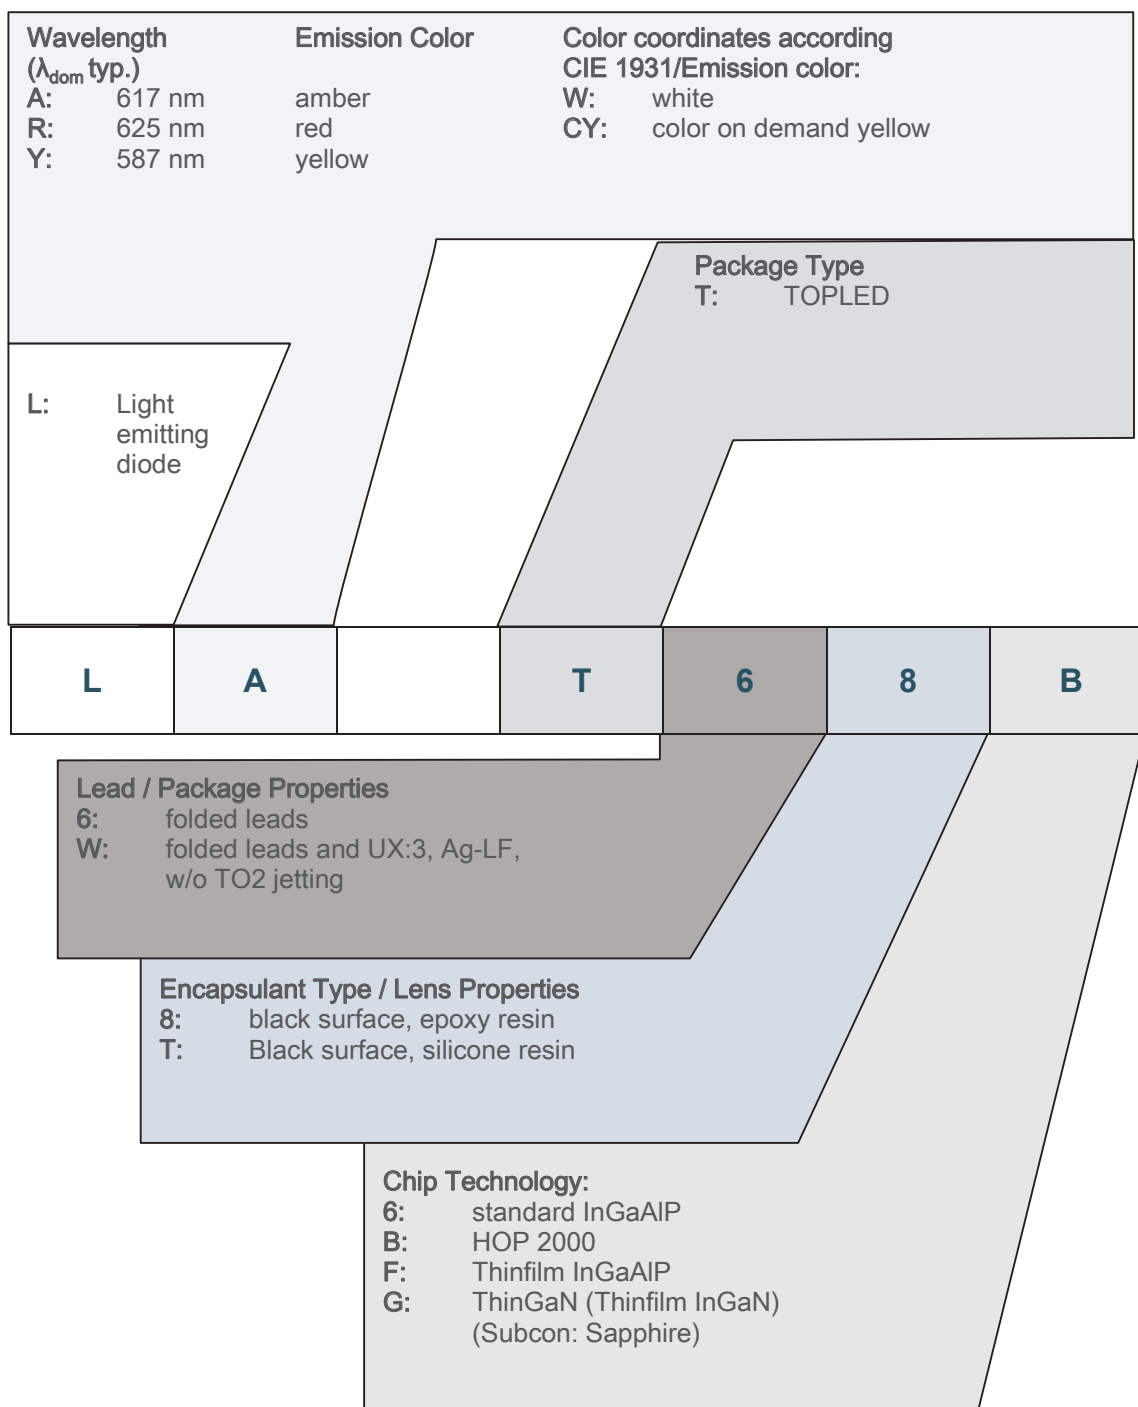 Wavelength Emission Color Color coordinates according
(λdom typ.) CIE 1931/Emission color:
A: 617 nm amber W: white
R: 625 nm red CY: color on demand yellow
Y: 587 nm yellow
Package Type
T: TOPLED
L: Light
emitting
diode
L A T 6 8 B
Lead / Package Properties
6: folded leads
W: folded leads and UX:3, Ag-LF,
w/o TO2 jetting
Encapsulant Type / Lens Properties
8: black surface, epoxy resin
T: Black surface, silicone resin
Chip Technology:
6: standard InGaAlP
B: HOP 2000
F: Thinfilm InGaAlP
G: ThinGaN (Thinfilm InGaN)
(Subcon: Sapphire)